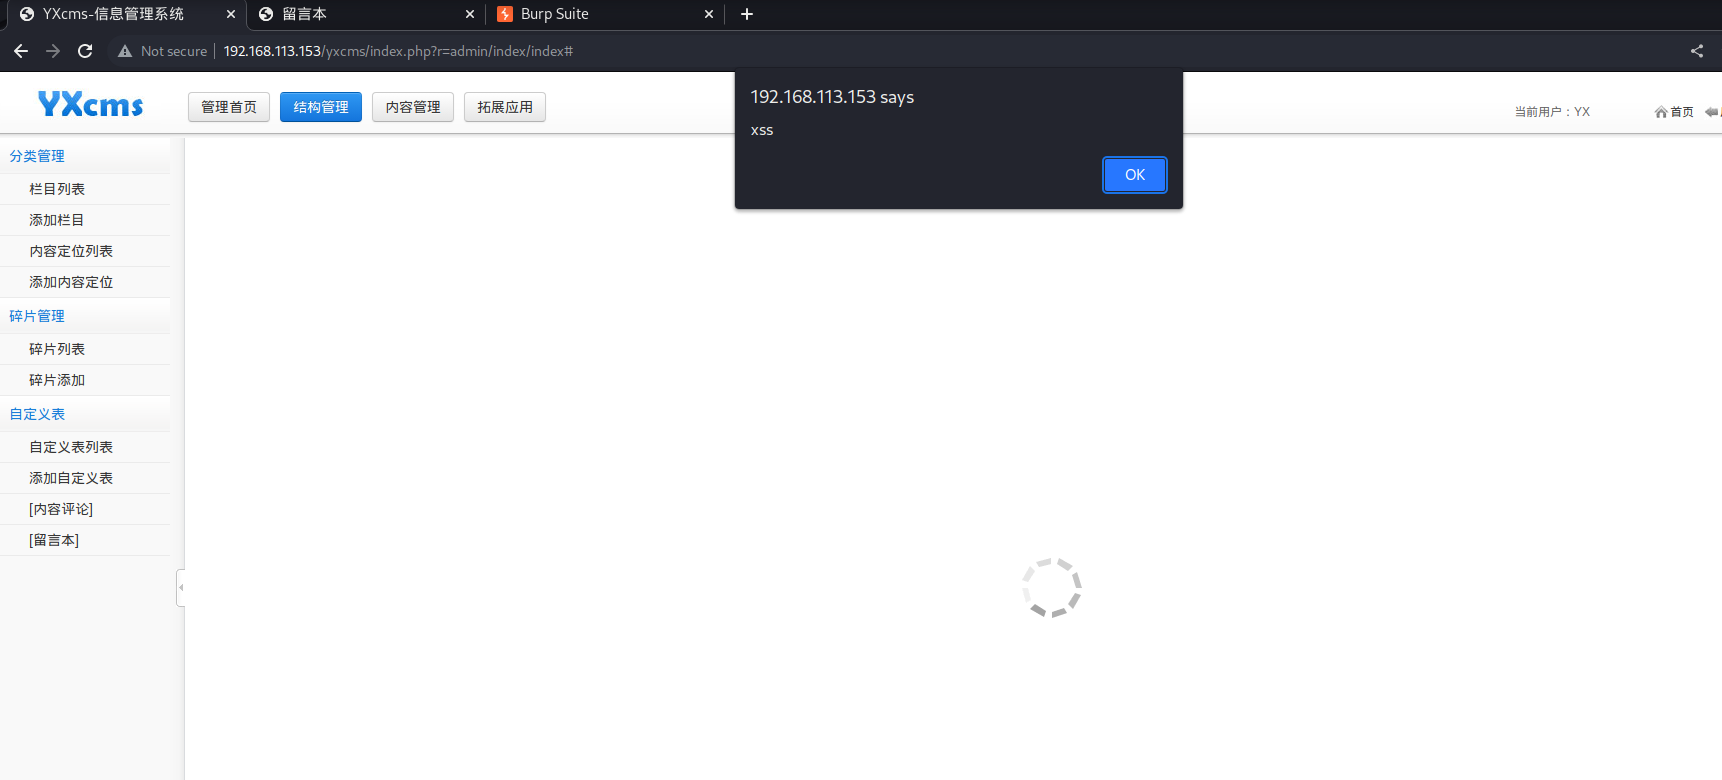 YXcms-信息管理系统
留言本
Burp Suite
Not secure
192.168.113.153/yxcms/index.php?r=admin/index/index#
YXcms
管理首页
结构管理
内容管理
拓展应用
192.168.113.153 says
xss
OK
当前用户：YX
首页
分类管理
栏目列表
添加栏目
内容定位列表
添加内容定位
碎片管理
碎片列表
碎片添加
自定义表
自定义表列表
添加自定义表
[内容评论]
[留言本]